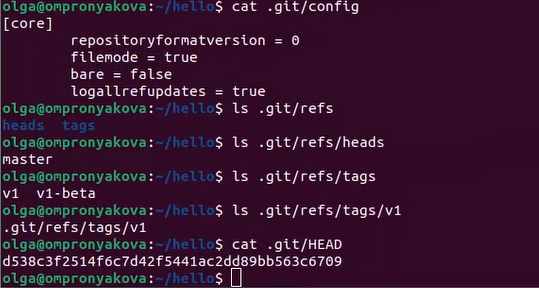 olga@ompronyakova:~/hello$ cat .git/config
[core]
        repositoryformatversion = 0
        filemode = true
        bare = false
        logallrefupdates = true
olga@ompronyakova:~/hello$ ls .git/refs
heads  tags
olga@ompronyakova:~/hello$ ls .git/refs/heads
master
olga@ompronyakova:~/hello$ ls .git/refs/tags
v1  v1-beta
olga@ompronyakova:~/hello$ ls .git/refs/tags/v1
.git/refs/tags/v1
olga@ompronyakova:~/hello$ cat .git/HEAD
d538c3f2514f6c7d42f5441ac2dd89bb563c6709
olga@ompronyakova:~/hello$